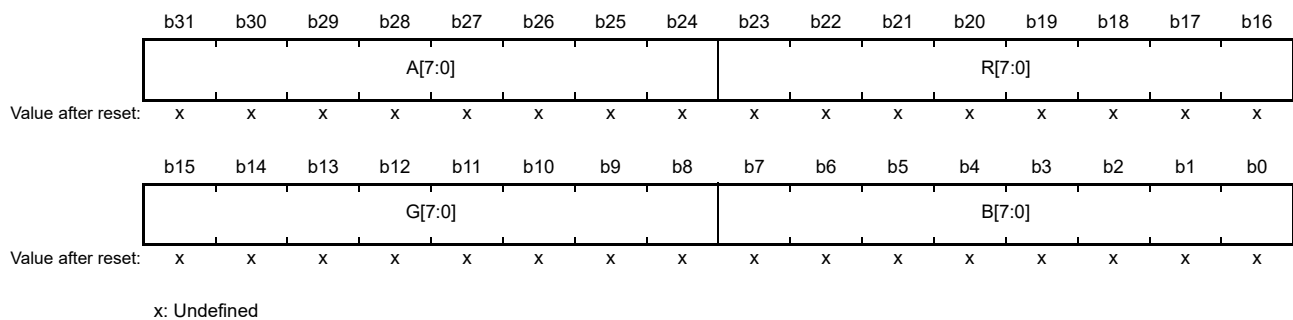 b31 b30 b29 b28 b27 b26 b25 b24 b23 b22 b21 b20 b19 b18 b17 b16
A[7:0] R[7:0]
Value after reset: x x x x x x x x x x x x x x x x
b15 b14 b13 b12 b11 b10 b9 b8 b7 b6 b5 b4 b3 b2 b1 b0
G[7:0] B[7:0]
Value after reset: x x x x x x x x x x x x x x x x
x: Undefined